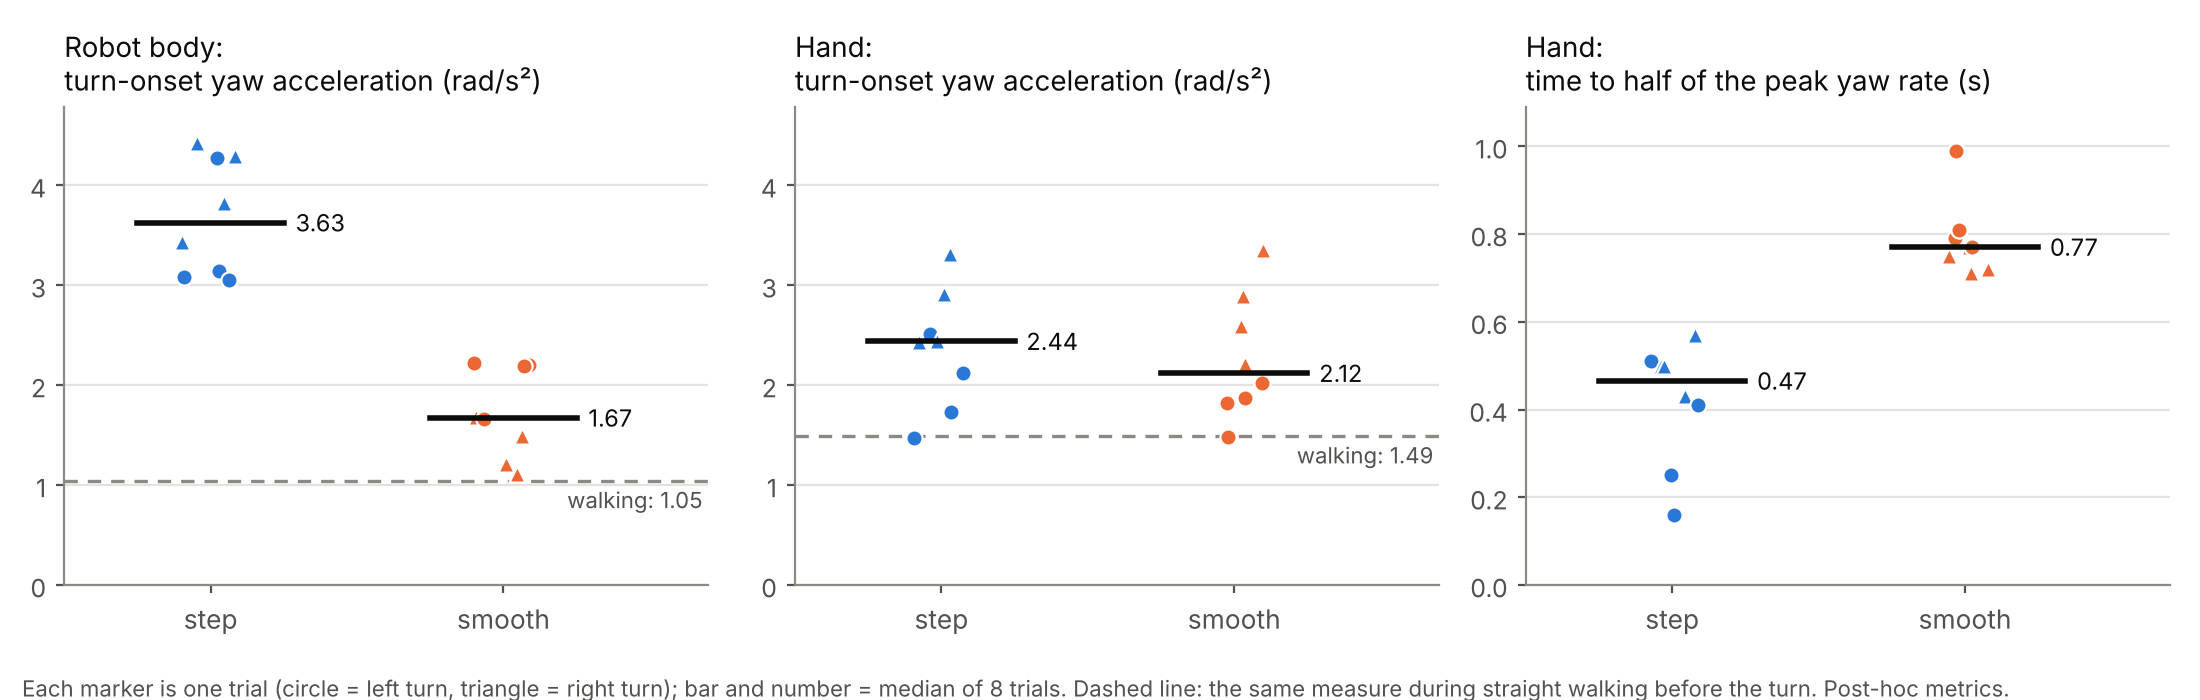 Robot body:
turn-onset yaw acceleration (rad/s²)
4
3
2
1
0
3.63
1.67
walking: 1.05
step
smooth
Hand:
turn-onset yaw acceleration (rad/s²)
4
3
2
1
0
2.44
2.12
walking: 1.49
step
smooth
Hand:
time to half of the peak yaw rate (s)
1.0
0.8
0.6
0.4
0.2
0.0
0.77
0.47
step
smooth
Each marker is one trial (circle = left turn, triangle = right turn); bar and number = median of 8 trials. Dashed line: the same measure during straight walking before the turn. Post-hoc metrics.